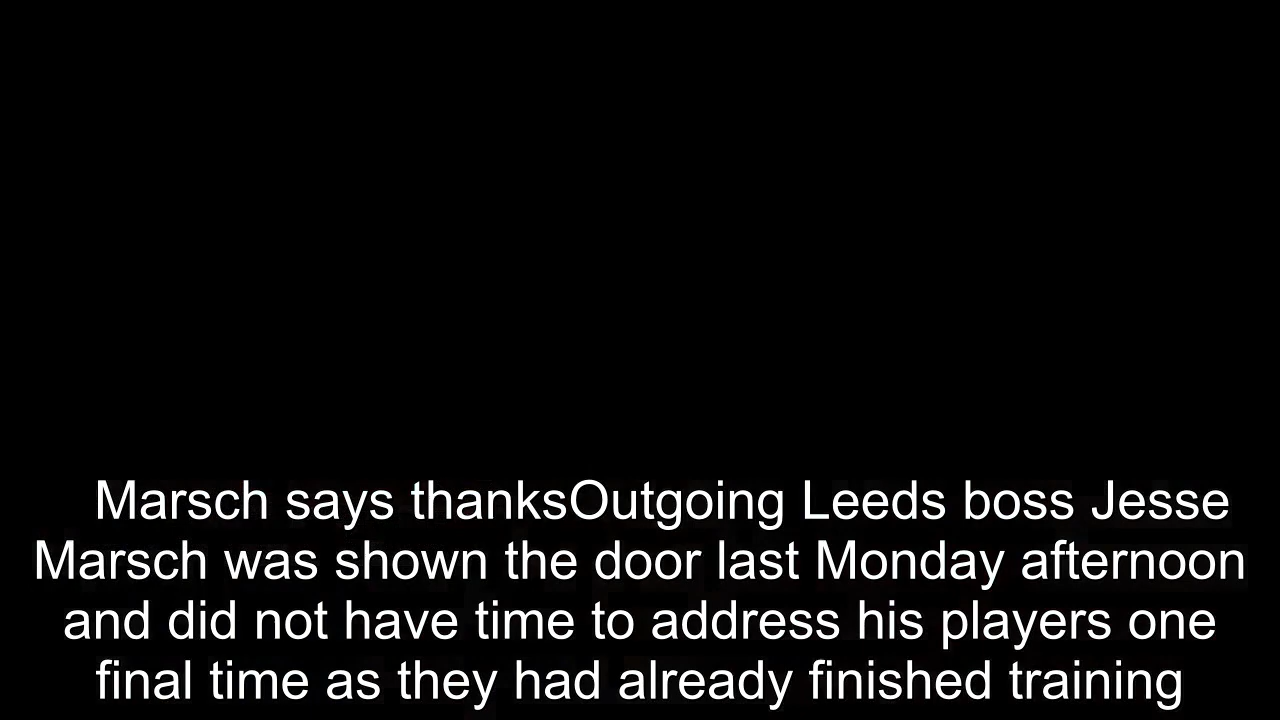 Marsch says thanksOutgoing Leeds boss Jesse
Marsch was shown the door last Monday afternoon
and did not have time to address his players one
final time as they had already finished training